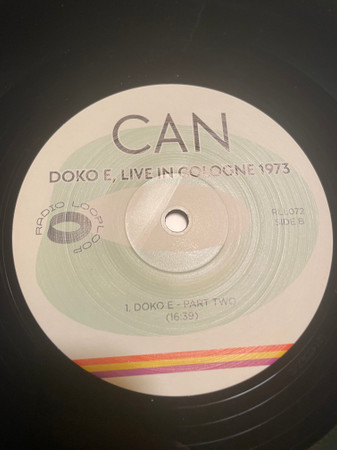 CAN
DOKO E, LIVE IN COLOGNE 1973
RADIO LOOPLOOP
RLL072
SIDE B
1. DOKO E - PART TWO
(16:39)